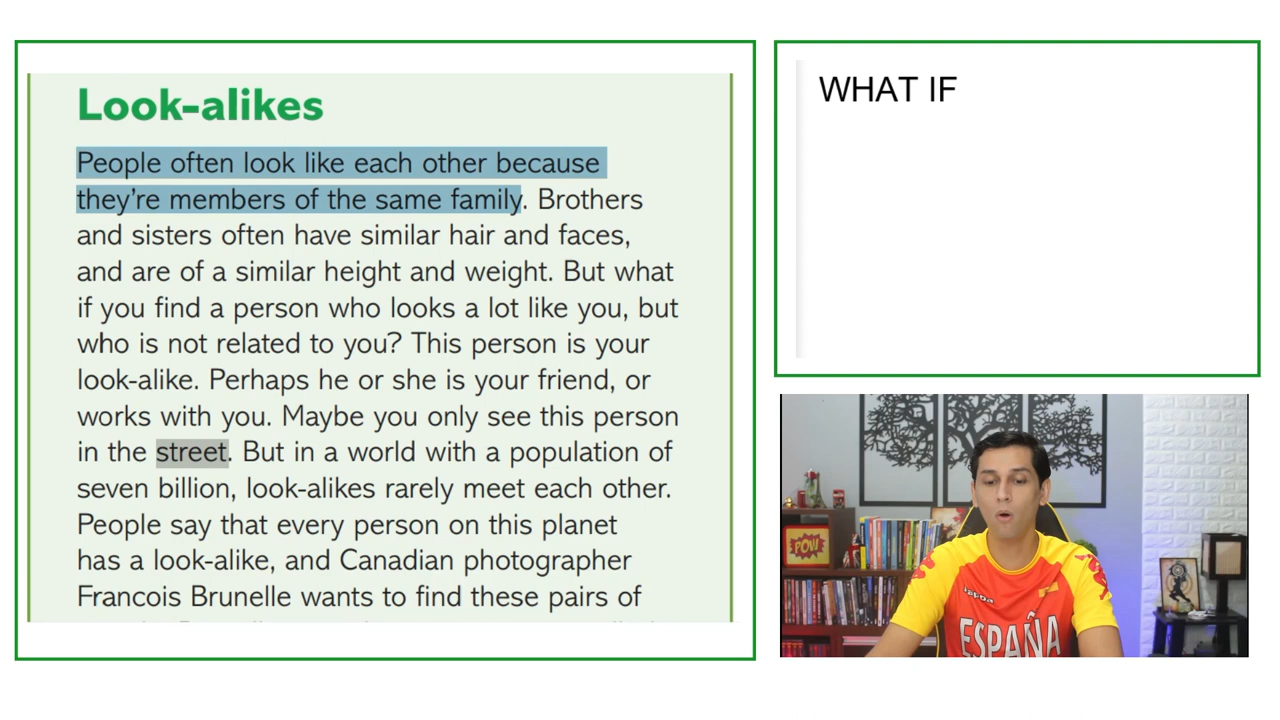 Look-alikes
People often look like each other because
they're members of the same family. Brothers
and sisters often have similar hair and faces,
and are of a similar height and weight. But what
if you find a person who looks a lot like you, but
who is not related to you? This person is your
look-alike. Perhaps he or she is your friend, or
works with you. Maybe you only see this person
in the street. But in a world with a population of
seven billion, look-alikes rarely meet each other.
People say that every person on this planet
has a look-alike, and Canadian photographer
Francois Brunelle wants to find these pairs of
WHAT IF
POW!
kappa
ESPAÑA